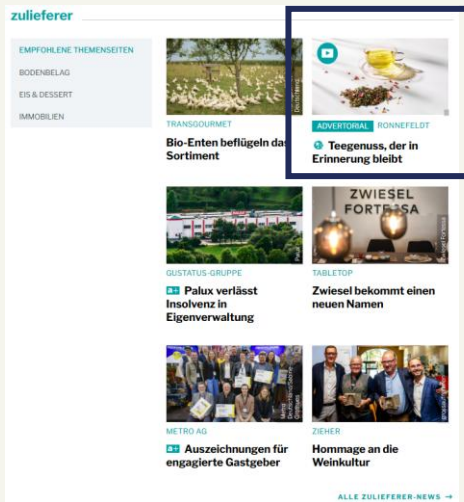 zulieferer
EMPFOHLENE THEMENSEITEN
BODENBELAG
EIS & DESSERT
IMMOBILIEN
TRANSGOURMET
Bio-Enten beflügeln das
Sortiment
ADVERTORIAL RONNEFELDT
Teegenuss, der in
Erinnerung bleibt
GUSTATUS-GRUPPE
a+ Palux verlässt
Insolvenz in
Eigenverwaltung
ZWIESEL
FORTESSA
TABLETOP
Zwiesel bekommt einen
neuen Namen
METRO AG
a+ Auszeichnungen für
engagierte Gastgeber
ZIEHER
Hommage an die
Weinkultur
ALLE ZULIEFERER-NEWS →